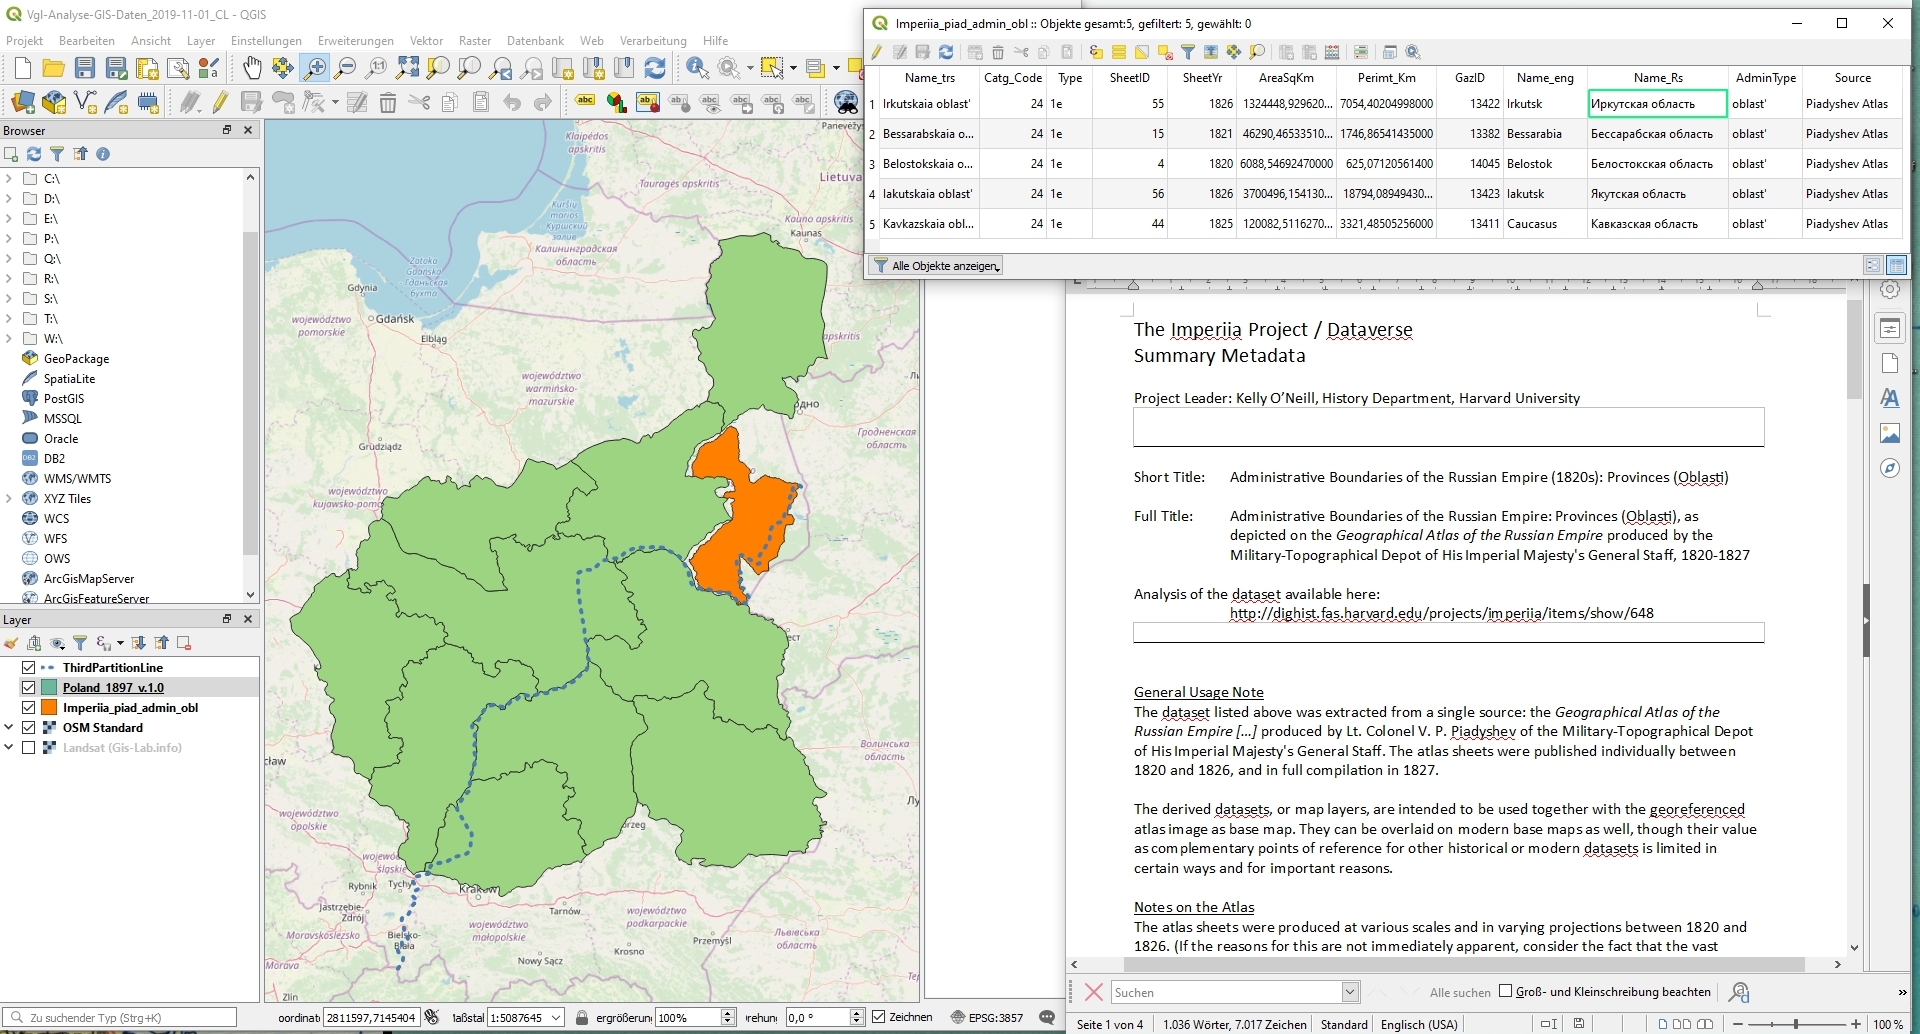 Vgl-Analyse-GIS-Daten_2019-11-01_CL - QGIS
Projekt Bearbeiten Ansicht Layer Einstellungen Erweiterungen Vektor Raster Datenbank Web Verarbeitung Hilfe
Browser
C:\
D:\
E:\
P:\
Q:\
R:\
S:\
T:\
W:\
GeoPackage
SpatiaLite
PostGIS
MSSQL
Oracle
DB2
WMS/WMTS
XYZ Tiles
WCS
WFS
OWS
ArcGisMapServer
ArcGisFeatureServer
Layer
ThirdPartitionLine
Poland_1897_v.1.0
Imperiia_piad_admin_obl
OSM Standard
Landsat (Gis-Lab.info)
Zu suchender Typ (Strg+K)
Panevėžys
Klaipėdos apskritis
Lietuva
Taurages apskritis
Kuršių marios
Куршский залив
Kauno apskritis
Kaunas
Калининградская область
Zatoka Gdańska
Гданьская бухта
Gdynia
Gdańsk
Elbląg
województwo pomorskie
apskritis
województwo warmińsko-mazurskie
одно
Гродненская область
Grudziądz
województwo kujawsko-pomo
ест
Волынська область
cław
Лу
województwo opolskie
brzeg
wojewó śląski
Rybnik
Tychy
Kraków
Jastrzębie-Zdrój
Tarnów
województwo podkarpackie
Bielsko-Biała
Moravskoslezsko
województwo małopolskie
Przemyśl
Львівська область
Krosno
Nowy Sącz
Morava
Zlín
oordinat 2811597,7145404 laßstal 1:5087645 ergrößerun 100% rehung 0,0 ° Zeichnen EPSG:3857
Imperiia_piad_admin_obl :: Objekte gesamt:5, gefiltert: 5, gewählt: 0
Name_trs Catg_Code Type SheetID SheetYr AreaSqKm Perimt_Km GazID Name_eng Name_Rs AdminType Source
1 Irkutskaia oblast' 24 1e 55 1826 1324448,929620... 7054,40204998000 13422 Irkutsk Иркутская область oblast' Piadyshev Atlas
2 Bessarabskaia o... 24 1e 15 1821 46290,46533510... 1746,86541435000 13382 Bessarabia Бессарабская область oblast' Piadyshev Atlas
3 Belostokskaia o... 24 1e 4 1820 6088,54692470000 625,07120561400 14045 Belostok Белостокская область oblast' Piadyshev Atlas
4 Iakutskaia oblast' 24 1e 56 1826 3700496,154130... 18794,08949430... 13423 Iakutsk Якутская область oblast' Piadyshev Atlas
5 Kavkazskaia obl... 24 1e 44 1825 120082,5116270... 3321,48505256000 13411 Caucasus Кавказская область oblast' Piadyshev Atlas
Alle Objekte anzeigen
The Imperiia Project / Dataverse
Summary Metadata
Project Leader: Kelly O’Neill, History Department, Harvard University
Short Title: Administrative Boundaries of the Russian Empire (1820s): Provinces (Oblasti)
Full Title: Administrative Boundaries of the Russian Empire: Provinces (Oblasti), as
depicted on the Geographical Atlas of the Russian Empire produced by the
Military-Topographical Depot of His Imperial Majesty's General Staff, 1820-1827
Analysis of the dataset available here:
http://dighist.fas.harvard.edu/projects/imperiia/items/show/648
General Usage Note
The dataset listed above was extracted from a single source: the Geographical Atlas of the
Russian Empire [...] produced by Lt. Colonel V. P. Piadyshev of the Military-Topographical Depot
of His Imperial Majesty's General Staff. The atlas sheets were published individually between
1820 and 1826, and in full compilation in 1827.
The derived datasets, or map layers, are intended to be used together with the georeferenced
atlas image as base map. They can be overlaid on modern base maps as well, though their value
as complementary points of reference for other historical or modern datasets is limited in
certain ways and for important reasons.
Notes on the Atlas
The atlas sheets were produced at various scales and in varying projections between 1820 and
1826. (If the reasons for this are not immediately apparent, consider the fact that the vast
Suchen Alle suchen Groß- und Kleinschreibung beachten
Seite 1 von 4 1.036 Wörter, 7.017 Zeichen Standard Englisch (USA) 100 %